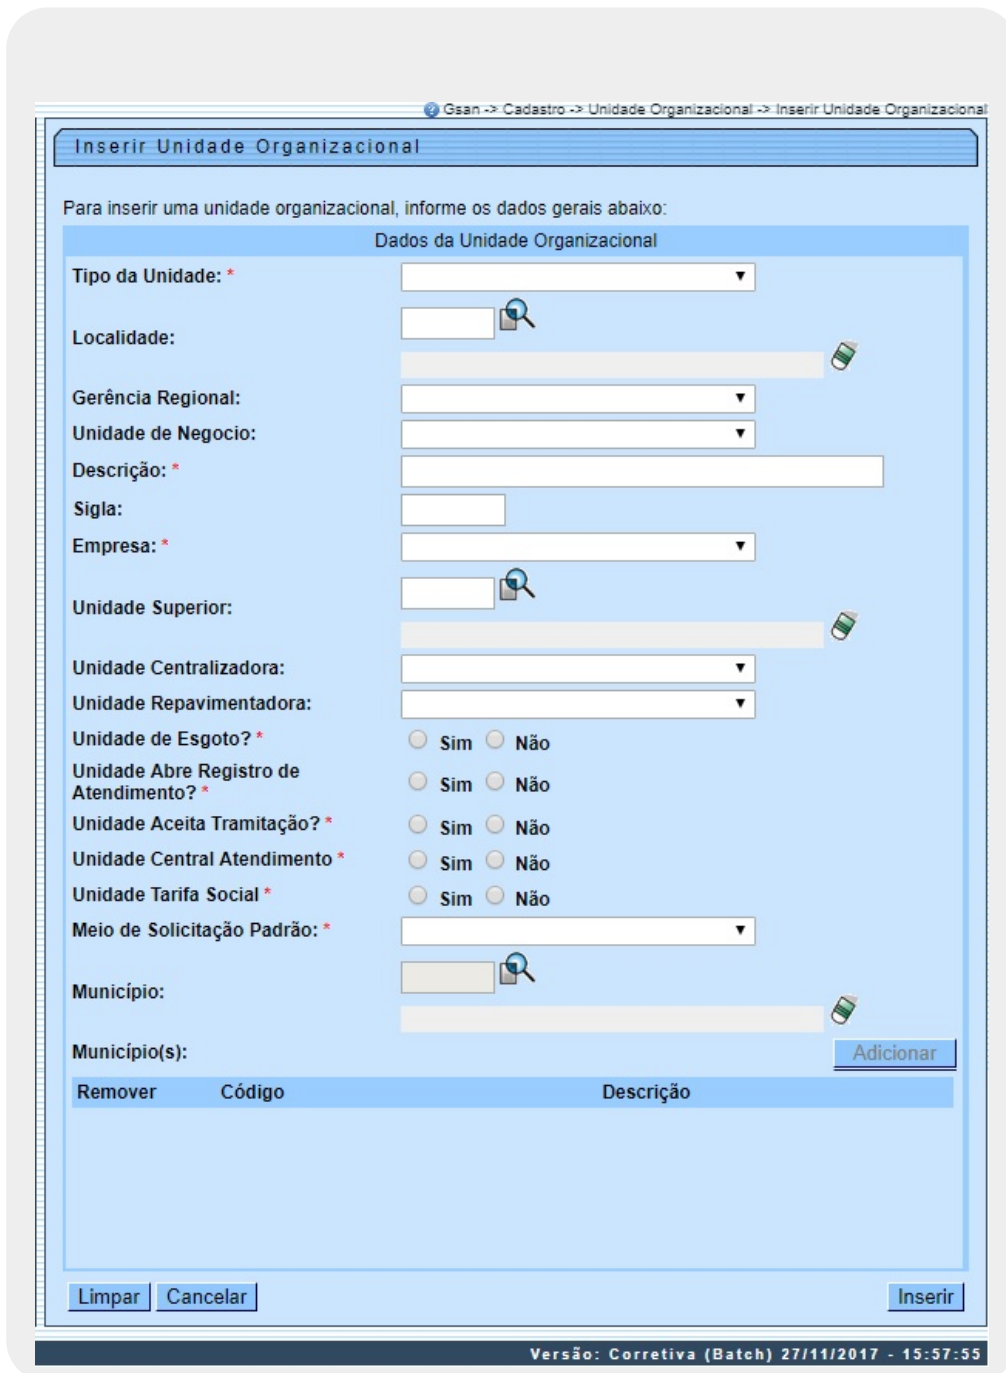 Gsan -> Cadastro -> Unidade Organizacional -> Inserir Unidade Organizacional
Inserir Unidade Organizacional
Para inserir uma unidade organizacional, informe os dados gerais abaixo:
Dados da Unidade Organizacional
Tipo da Unidade: *
Localidade:
Gerência Regional:
Unidade de Negocio:
Descrição: *
Sigla:
Empresa: *
Unidade Superior:
Unidade Centralizadora:
Unidade Repavimentadora:
Unidade de Esgoto? * Sim Não
Unidade Abre Registro de
Atendimento? * Sim Não
Unidade Aceita Tramitação? * Sim Não
Unidade Central Atendimento * Sim Não
Unidade Tarifa Social * Sim Não
Meio de Solicitação Padrão: *
Município:
Município(s): Adicionar
Remover Código Descrição
Limpar Cancelar Inserir
Versão: Corretiva (Batch) 27/11/2017 - 15:57:55